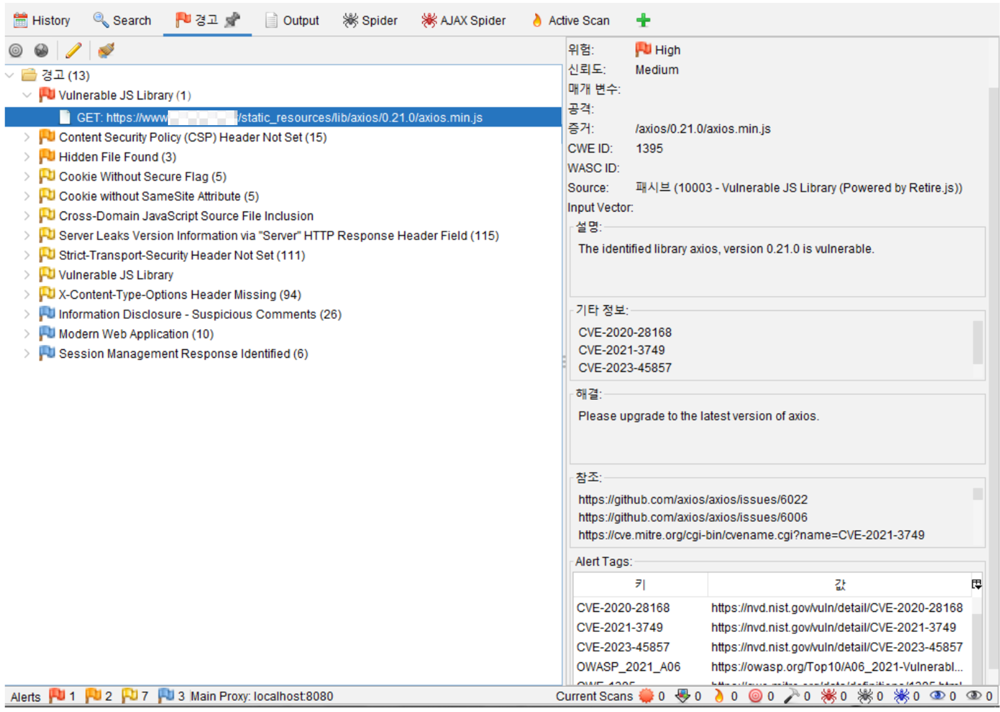 History Search 경고 Output Spider AJAX Spider Active Scan
경고 (13)
Vulnerable JS Library (1)
GET: https://www /static_resources/lib/axios/0.21.0/axios.min.js
Content Security Policy (CSP) Header Not Set (15)
Hidden File Found (3)
Cookie Without Secure Flag (5)
Cookie without SameSite Attribute (5)
Cross-Domain JavaScript Source File Inclusion
Server Leaks Version Information via "Server" HTTP Response Header Field (115)
Strict-Transport-Security Header Not Set (111)
Vulnerable JS Library
X-Content-Type-Options Header Missing (94)
Information Disclosure - Suspicious Comments (26)
Modern Web Application (10)
Session Management Response Identified (6)
위험: High
신뢰도: Medium
매개 변수:
공격:
증거: /axios/0.21.0/axios.min.js
CWE ID: 1395
WASC ID:
Source: 패시브 (10003 - Vulnerable JS Library (Powered by Retire.js))
Input Vector:
설명:
The identified library axios, version 0.21.0 is vulnerable.
기타 정보:
CVE-2020-28168
CVE-2021-3749
CVE-2023-45857
해결:
Please upgrade to the latest version of axios.
참조:
https://github.com/axios/axios/issues/6022
https://github.com/axios/axios/issues/6006
https://cve.mitre.org/cgi-bin/cvename.cgi?name=CVE-2021-3749
Alert Tags:
키 값
CVE-2020-28168 https://nvd.nist.gov/vuln/detail/CVE-2020-28168
CVE-2021-3749 https://nvd.nist.gov/vuln/detail/CVE-2021-3749
CVE-2023-45857 https://nvd.nist.gov/vuln/detail/CVE-2023-45857
OWASP_2021_A06 https://owasp.org/Top10/A06_2021-Vulnerabl...
Alerts 1 2 7 3 Main Proxy: localhost:8080 Current Scans 0 0 0 0 0 0 0 0 0 0